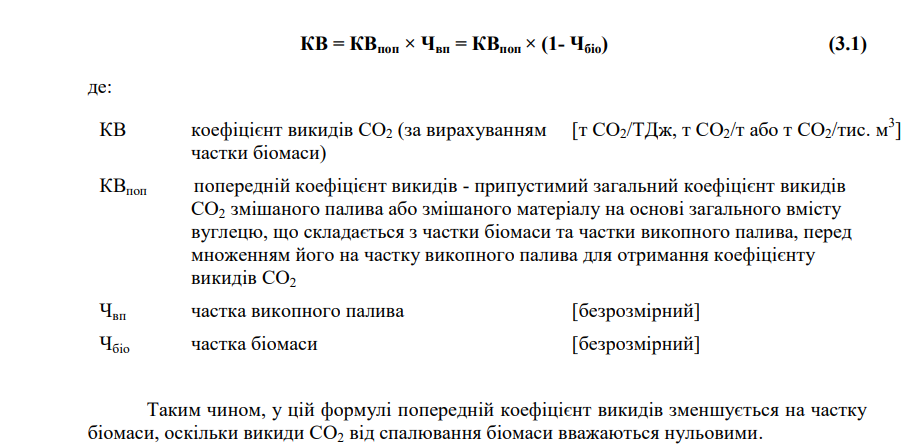 КВ = КВпоп × Чвп = КВпоп × (1- Чбіо) (3.1)
де:
КВ коефіцієнт викидів CO2 (за вирахуванням [т CO2/ТДж, т CO2/т або т CO2/тис. м3]
частки біомаси)
КВпоп попередній коефіцієнт викидів - припустимий загальний коефіцієнт викидів
CO2 змішаного палива або змішаного матеріалу на основі загального вмісту
вуглецю, що складається з частки біомаси та частки викопного палива, перед
множенням його на частку викопного палива для отримання коефіцієнту
викидів CO2
Чвп частка викопного палива [безрозмірний]
Чбіо частка біомаси [безрозмірний]
Таким чином, у цій формулі попередній коефіцієнт викидів зменшується на частку
біомаси, оскільки викиди CO2 від спалювання біомаси вважаються нульовими.